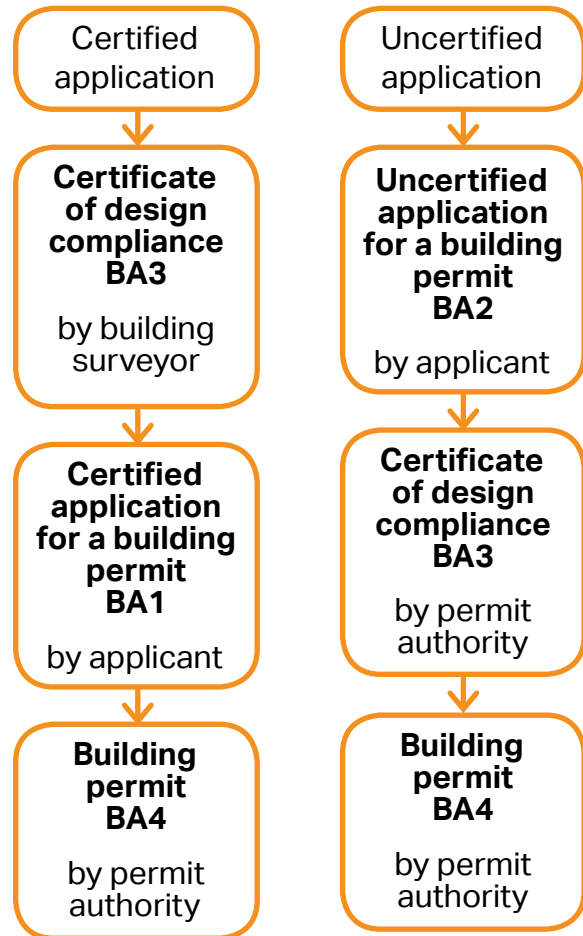 Certified
application
Certificate
of design
compliance
BA3
by building
surveyor
Certified
application
for a building
permit
BA1
by applicant
Building
permit
BA4
by permit
authority
Uncertified
application
Uncertified
application
for a building
permit
BA2
by applicant
Certificate
of design
compliance
BA3
by permit
authority
Building
permit
BA4
by permit
authority